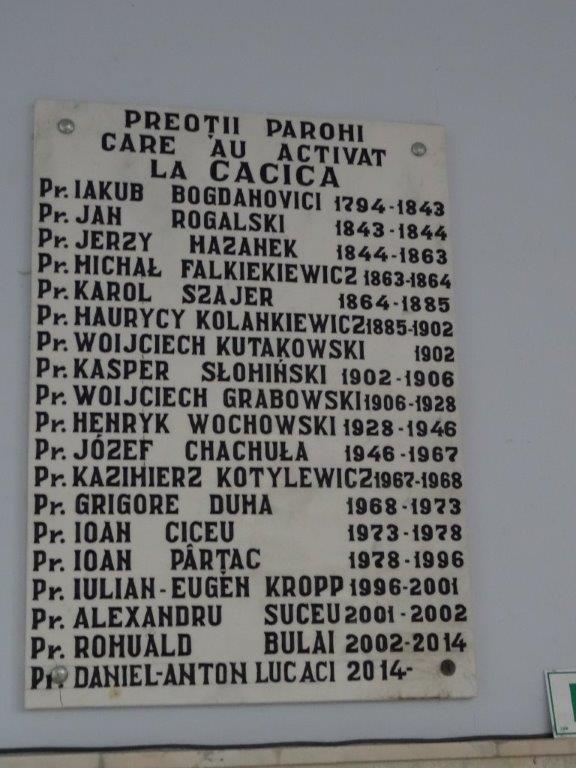 PREOȚII PAROHI
CARE AU ACTIVAT
LA CACICA
Pr. IAKUB BOGDANOVICI 1794-1843
Pr. JAN ROGALSKI 1843-1844
Pr. JERZY MAZANEK 1844-1863
Pr. MICHAŁ FALKIEKIEWICZ 1863-1864
Pr. KAROL SZAJER 1864-1885
Pr. MAURYCY KOLANKIEWICZ 1885-1902
Pr. WOIJCIECH KUTAKOWSKI 1902
Pr. KASPER SŁOMIŃSKI 1902-1906
Pr. WOIJCIECH GRABOWSKI 1906-1928
Pr. HENRYK WOCHOWSKI 1928-1946
Pr. JÓZEF CHACHUŁA 1946-1967
Pr. KAZIMIERZ KOTYLEWICZ 1967-1968
Pr. GRIGORE DUMA 1968-1973
Pr. IOAN CICEU 1973-1978
Pr. IOAN PÂRȚAC 1978-1996
Pr. IULIAN-EUGEN KROPP 1996-2001
Pr. ALEXANDRU SUCEU 2001-2002
Pr. ROMUALD BULAI 2002-2014
Pr. DANIEL-ANTON LUCACI 2014-